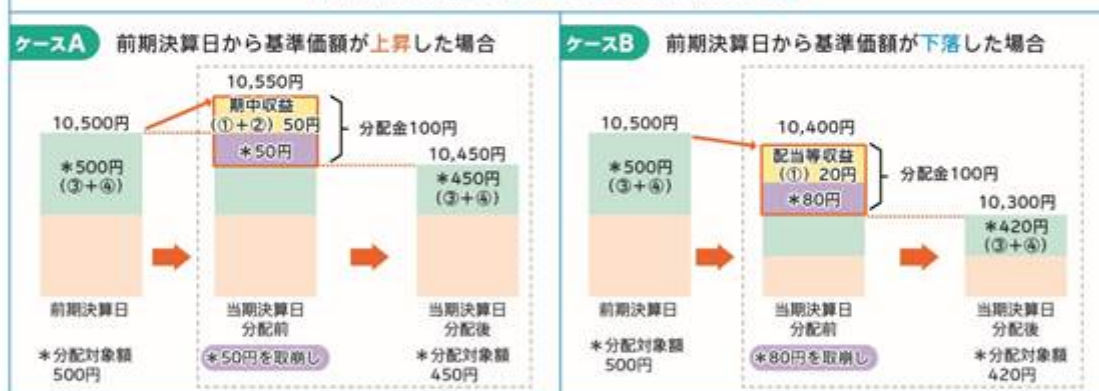 ケースA 前期決算日から基準価額が上昇した場合
10,550円
期中収益
(①+②) 50円
*50円
10,500円
*500円
(③+④)
分配金100円
10,450円
*450円
(③+④)
前期決算日
当期決算日
分配前
当期決算日
分配後
*分配対象額
500円
*50円を取崩し
*分配対象額
450円
ケースB 前期決算日から基準価額が下落した場合
10,500円
*500円
(③+④)
10,400円
配当等収益
(①) 20円
*80円
分配金100円
10,300円
*420円
(③+④)
前期決算日
当期決算日
分配前
当期決算日
分配後
*分配対象額
500円
*80円を取崩し
*分配対象額
420円